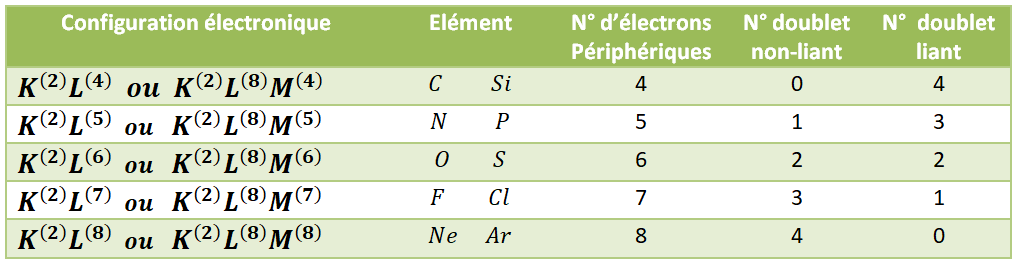 Configuration électronique Elément N° d'électrons Périphériques N° doublet non-liant N° doublet liant
K⁽²⁾L⁽⁴⁾ ou K⁽²⁾L⁽⁸⁾M⁽⁴⁾ C Si 4 0 4
K⁽²⁾L⁽⁵⁾ ou K⁽²⁾L⁽⁸⁾M⁽⁵⁾ N P 5 1 3
K⁽²⁾L⁽⁶⁾ ou K⁽²⁾L⁽⁸⁾M⁽⁶⁾ O S 6 2 2
K⁽²⁾L⁽⁷⁾ ou K⁽²⁾L⁽⁸⁾M⁽⁷⁾ F Cl 7 3 1
K⁽²⁾L⁽⁸⁾ ou K⁽²⁾L⁽⁸⁾M⁽⁸⁾ Ne Ar 8 4 0